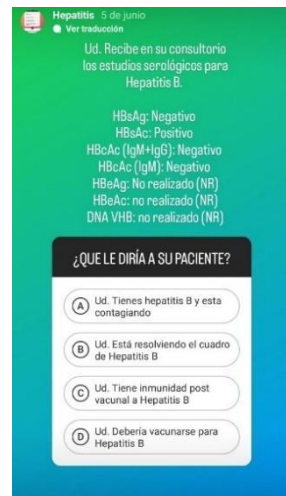 Hepatitis 5 de junio
Ver traducción
Ud. Recibe en su consultorio
los estudios serológicos para
Hepatitis B.
HBsAg: Negativo
HBsAc: Positivo
HBcAc (IgM+IgG): Negativo
HBcAc (IgM): Negativo
HBeAg: No realizado (NR)
HBeAc: no realizado (NR)
DNA VHB: no realizado (NR)
¿QUE LE DIRÍA A SU PACIENTE?
A Ud. Tienes hepatitis B y esta
contagiando
B Ud. Está resolviendo el cuadro
de Hepatitis B
C Ud. Tiene inmunidad post
vacunal a Hepatitis B
D Ud. Debería vacunarse para
Hepatitis B